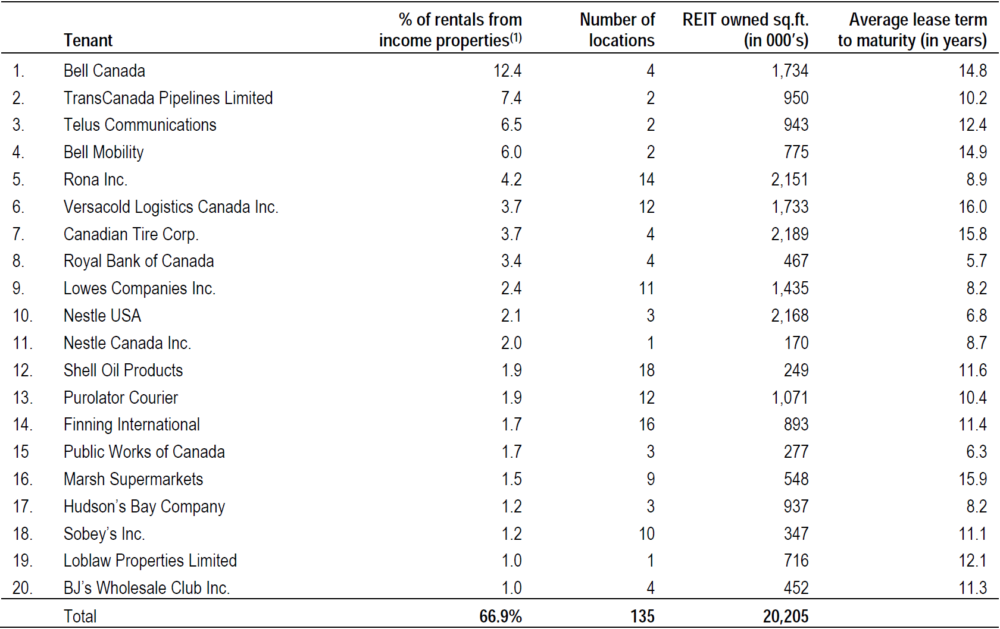 % of rentals from Number of REIT owned sq.ft. Average lease term
Tenant income properties(1) locations (in 000's) to maturity (in years)
1. Bell Canada 12.4 4 1,734 14.8
2. TransCanada Pipelines Limited 7.4 2 950 10.2
3. Telus Communications 6.5 2 943 12.4
4. Bell Mobility 6.0 2 775 14.9
5. Rona Inc. 4.2 14 2,151 8.9
6. Versacold Logistics Canada Inc. 3.7 12 1,733 16.0
7. Canadian Tire Corp. 3.7 4 2,189 15.8
8. Royal Bank of Canada 3.4 4 467 5.7
9. Lowes Companies Inc. 2.4 11 1,435 8.2
10. Nestle USA 2.1 3 2,168 6.8
11. Nestle Canada Inc. 2.0 1 170 8.7
12. Shell Oil Products 1.9 18 249 11.6
13. Purolator Courier 1.9 12 1,071 10.4
14. Finning International 1.7 16 893 11.4
15 Public Works of Canada 1.7 3 277 6.3
16. Marsh Supermarkets 1.5 9 548 15.9
17. Hudson's Bay Company 1.2 3 937 8.2
18. Sobey's Inc. 1.2 10 347 11.1
19. Loblaw Properties Limited 1.0 1 716 12.1
20. BJ's Wholesale Club Inc. 1.0 4 452 11.3
Total 66.9% 135 20,205